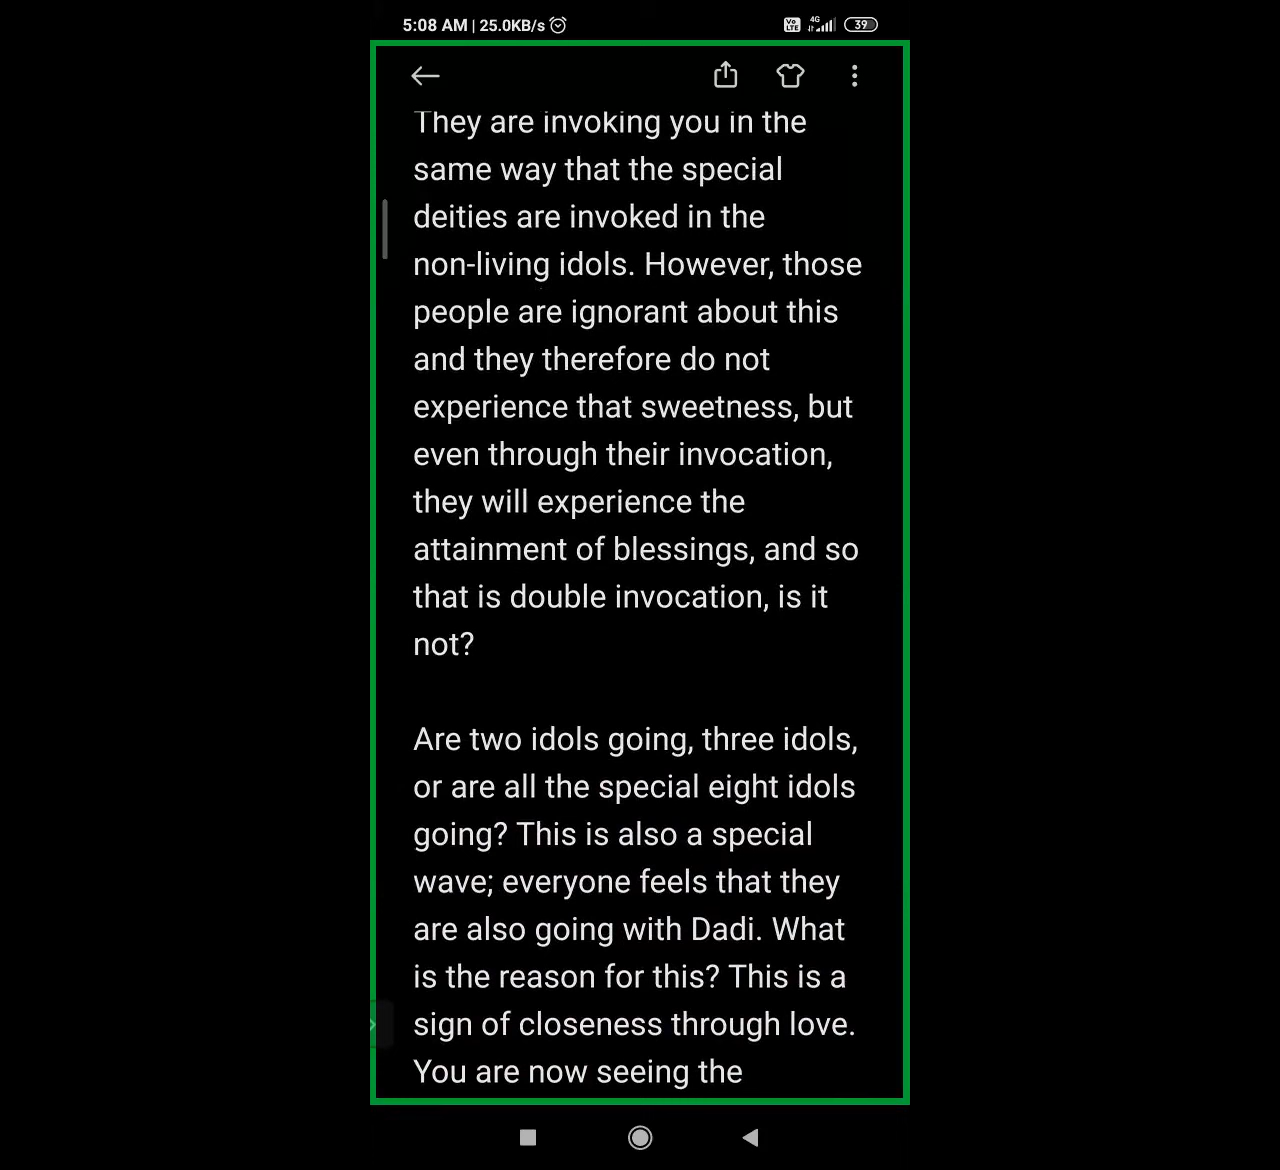 5:08 AM | 25.0KB/s
Vo LTE 4G 39
They are invoking you in the
same way that the special
deities are invoked in the
non-living idols. However, those
people are ignorant about this
and they therefore do not
experience that sweetness, but
even through their invocation,
they will experience the
attainment of blessings, and so
that is double invocation, is it
not?
Are two idols going, three idols,
or are all the special eight idols
going? This is also a special
wave; everyone feels that they
are also going with Dadi. What
is the reason for this? This is a
sign of closeness through love.
You are now seeing the